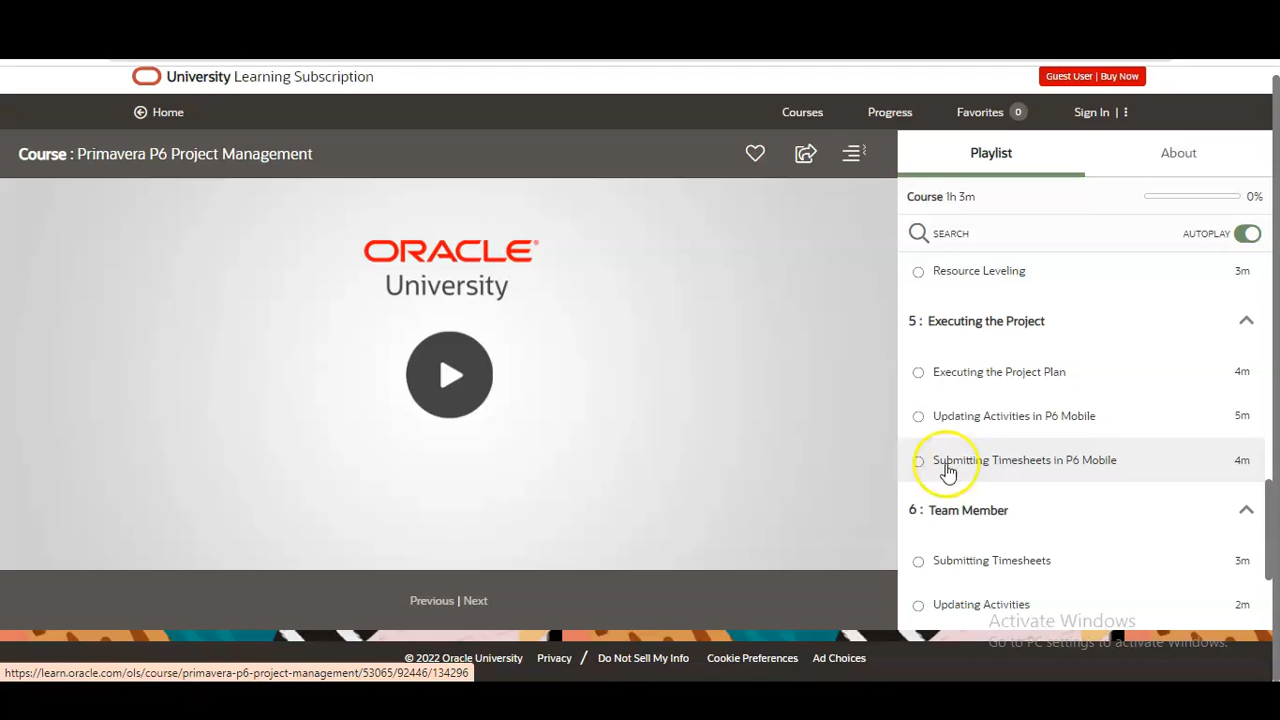 University Learning Subscription
Guest User | Buy Now
Home
Courses
Progress
Favorites 0
Sign In
Course : Primavera P6 Project Management
Playlist
About
Course 1h 3m
0%
SEARCH
AUTOPLAY
ORACLE
University
Resource Leveling 3m
5 : Executing the Project
Executing the Project Plan 4m
Updating Activities in P6 Mobile 5m
Submitting Timesheets in P6 Mobile 4m
6 : Team Member
Submitting Timesheets 3m
Updating Activities 2m
Previous | Next
Activate Windows
Go to PC settings to activate Windows.
© 2022 Oracle University Privacy / Do Not Sell My Info Cookie Preferences Ad Choices
https://learn.oracle.com/ols/course/primavera-p6-project-management/53065/92446/134296